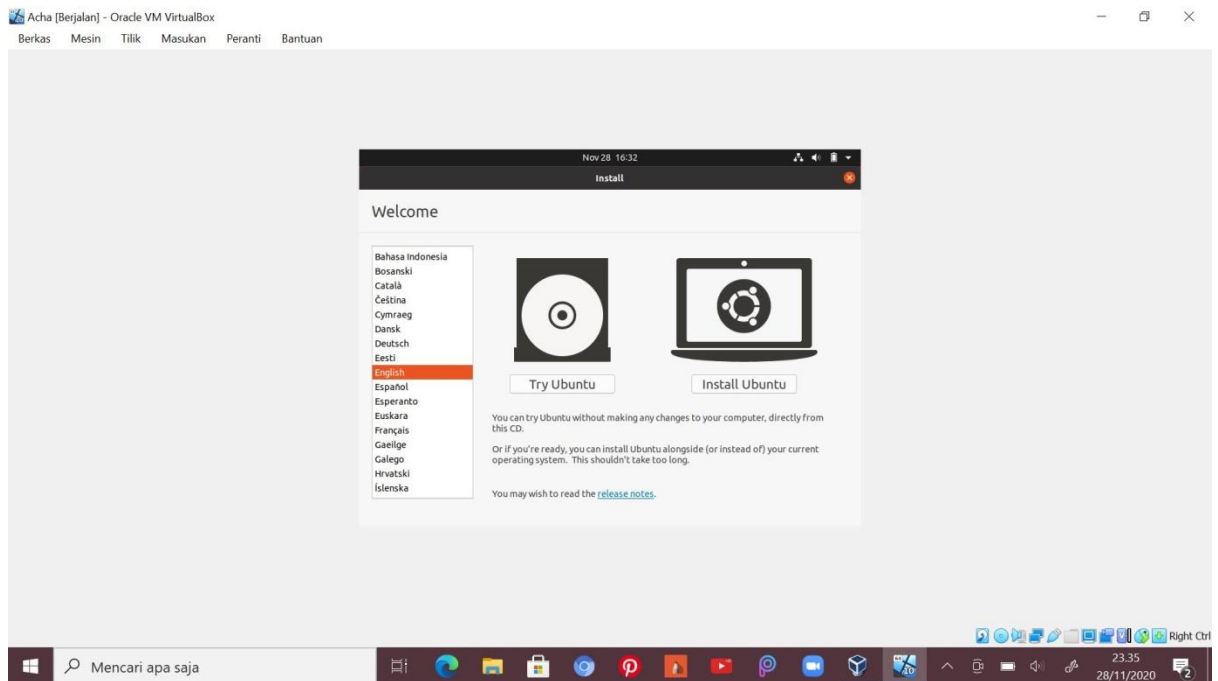 Acha [Berjalan] - Oracle VM VirtualBox
Berkas Mesin Tilik Masukan Peranti Bantuan
Nov 28 16:32
Install
Welcome
Bahasa Indonesia
Bosanski
Català
Čeština
Cymraeg
Dansk
Deutsch
Eesti
English
Español
Esperanto
Euskara
Français
Gaeilge
Galego
Hrvatski
Íslenska
Try Ubuntu
Install Ubuntu
You can try Ubuntu without making any changes to your computer, directly from
this CD.
Or if you're ready, you can install Ubuntu alongside (or instead of) your current
operating system. This shouldn't take too long.
You may wish to read the release notes.
Right Ctrl
Mencari apa saja
23.35
28/11/2020
2